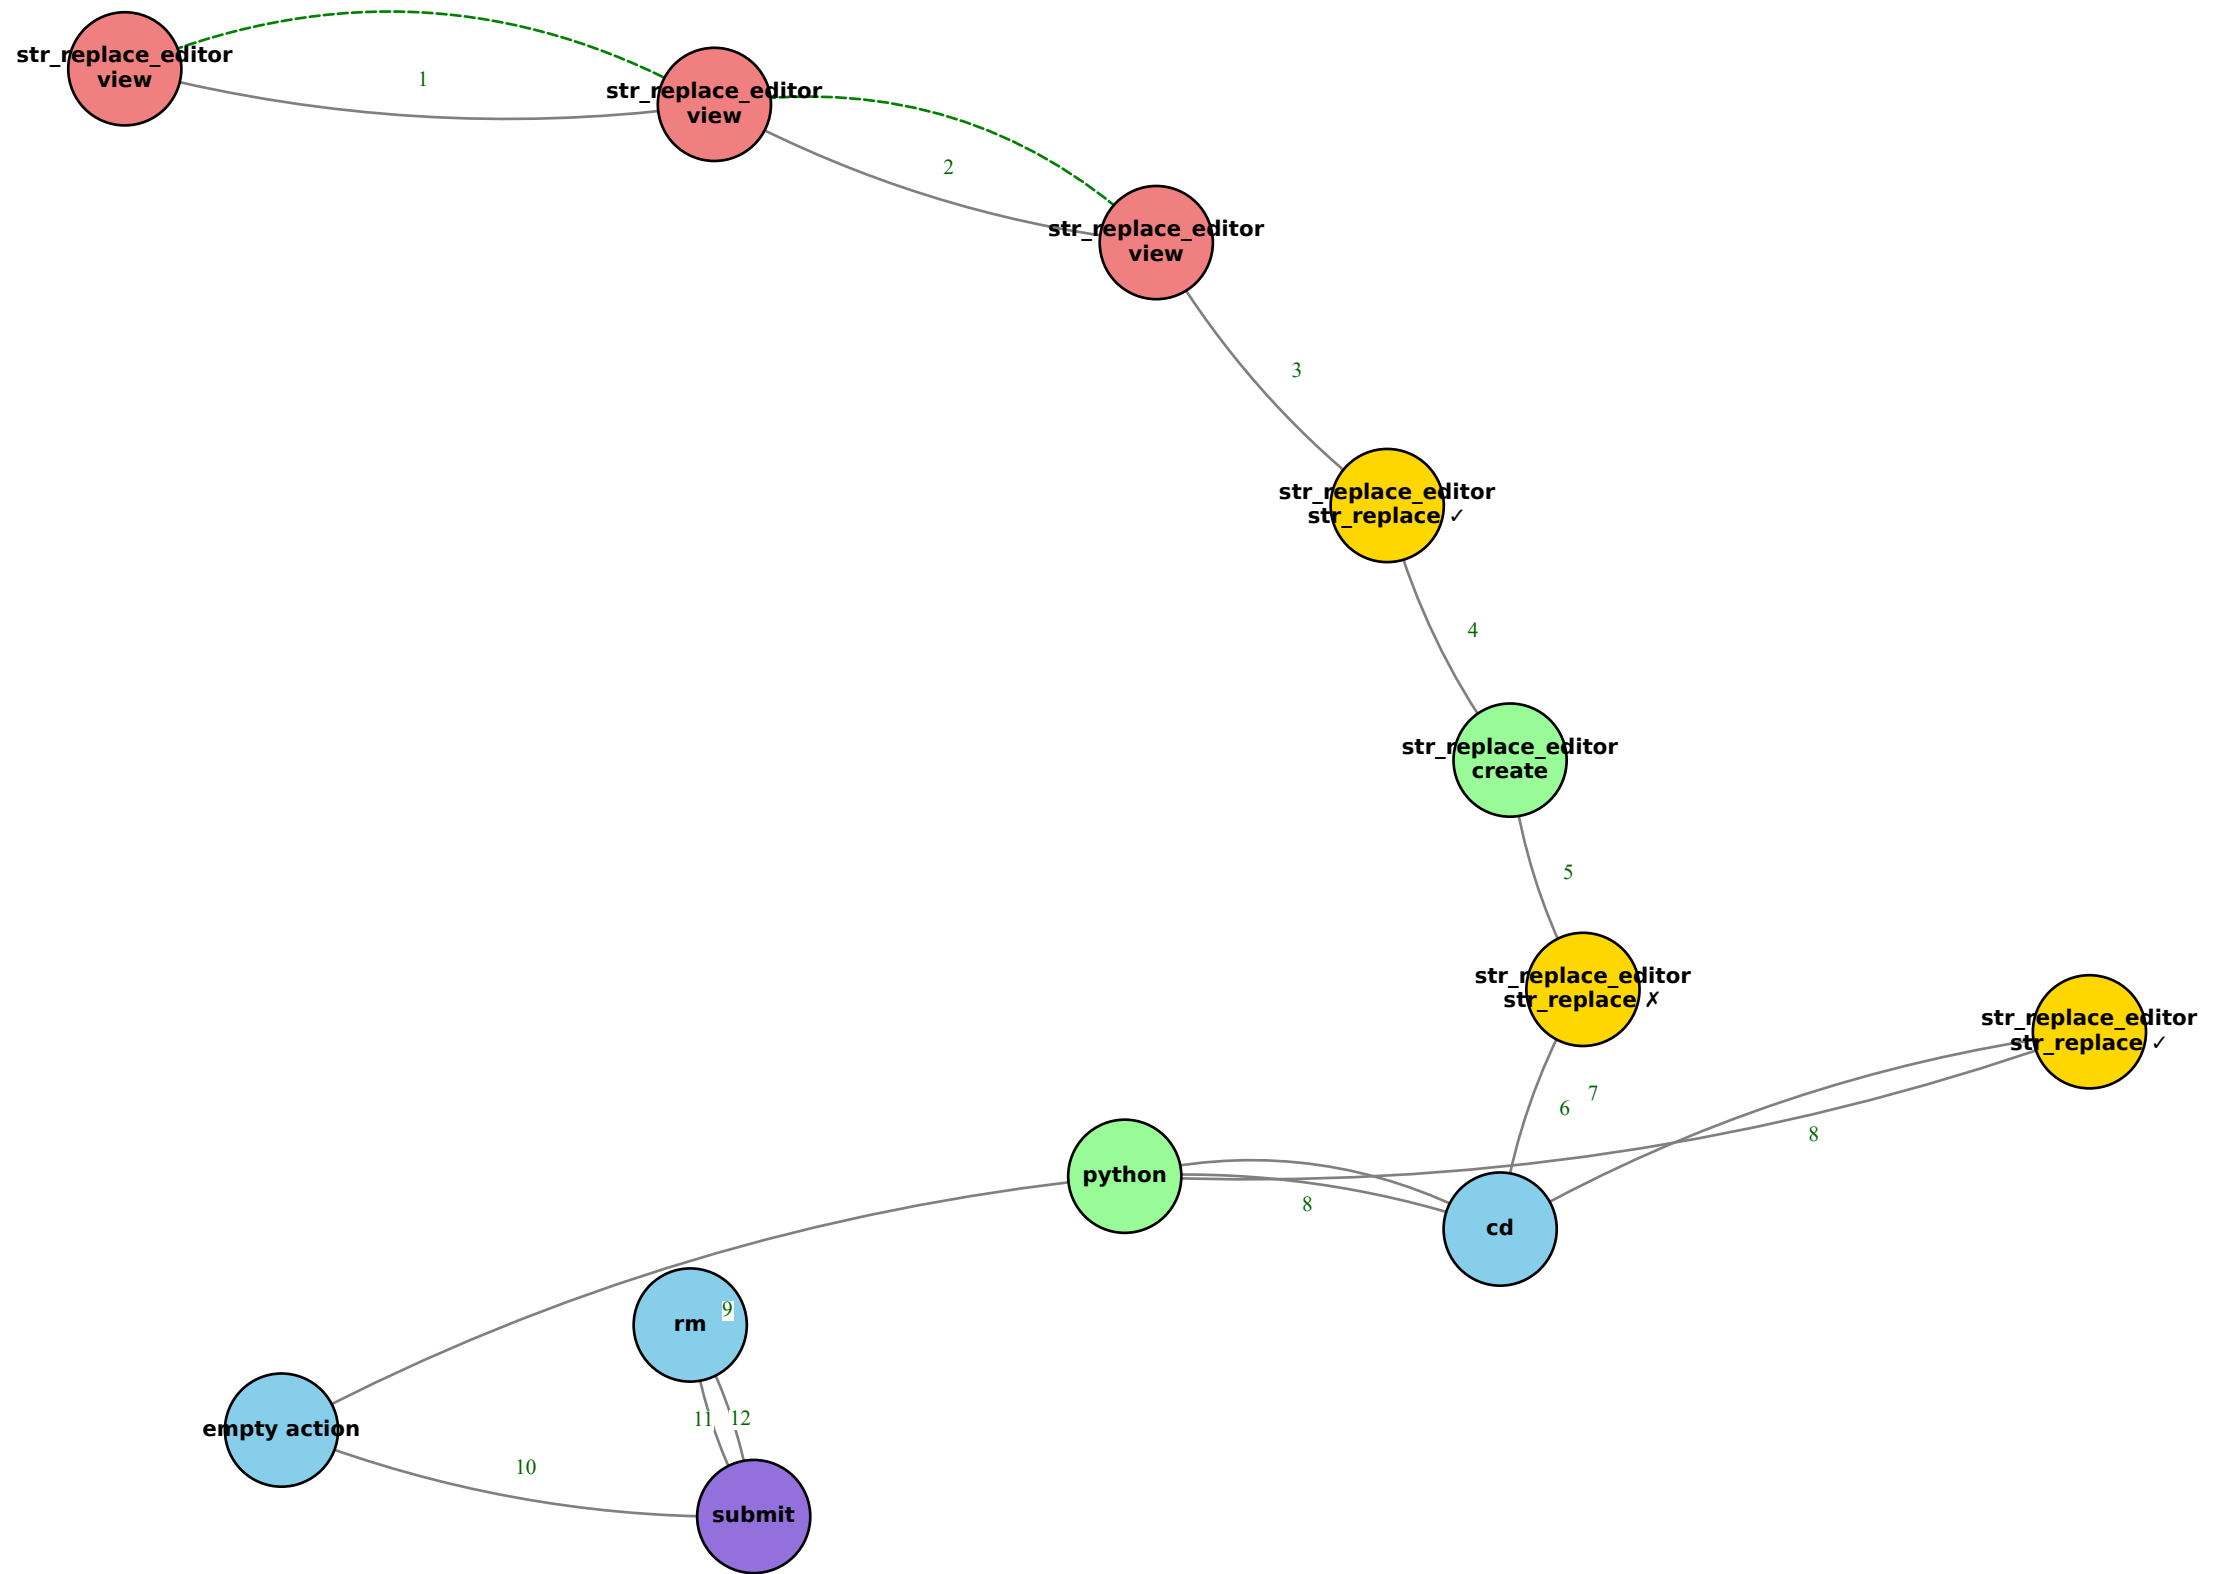 str_replace_editor
view
1
str_replace_editor
view
2
str_replace_editor
view
3
str_replace_editor
str_replace ✓
4
str_replace_editor
create
5
str_replace_editor
str_replace ✗
str_replace_editor
str_replace ✓
6
7
8
python
8
cd
9
rm
empty action
11
12
10
submit